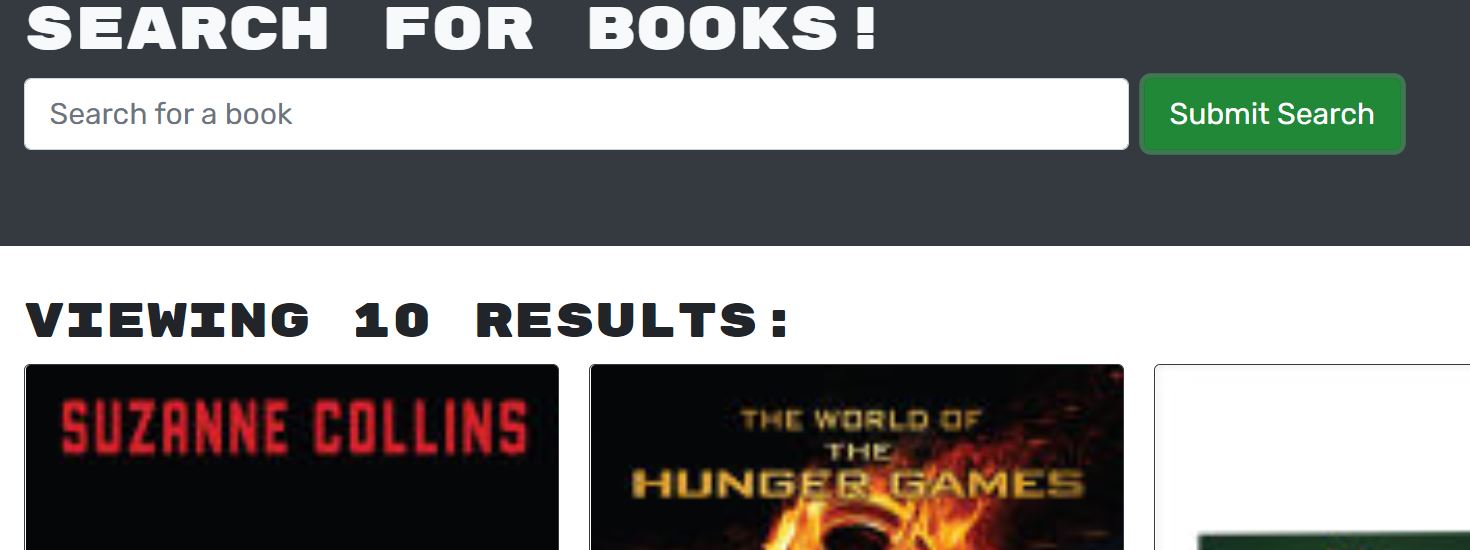 SEARCH FOR BOOKS!
Search for a book
Submit Search
VIEWING 10 RESULTS:
SUZANNE COLLINS
THE WORLD OF
THE
HUNGER GAMES